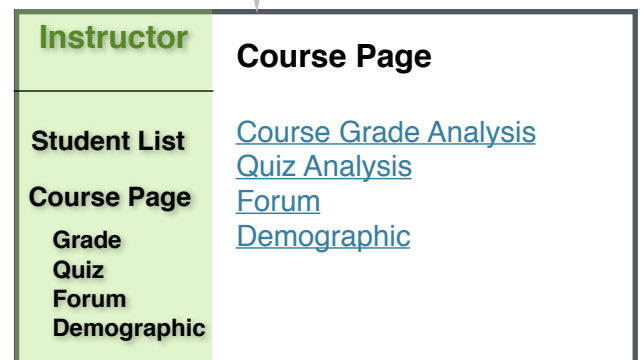 Instructor
Student List
Course Page
Grade
Quiz
Forum
Demographic
Course Page
Course Grade Analysis
Quiz Analysis
Forum
Demographic